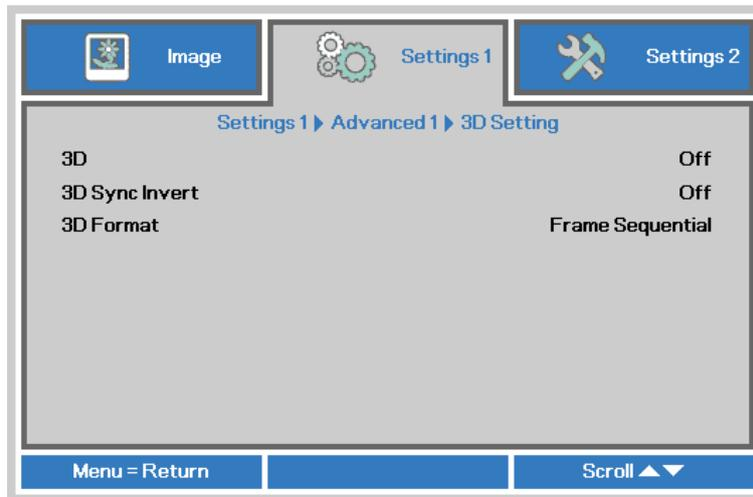 Image
Settings 1
Settings 2
Settings 1 ▶ Advanced 1 ▶ 3D Setting
3D Off
3D Sync Invert Off
3D Format Frame Sequential
Menu = Return
Scroll ▲▼